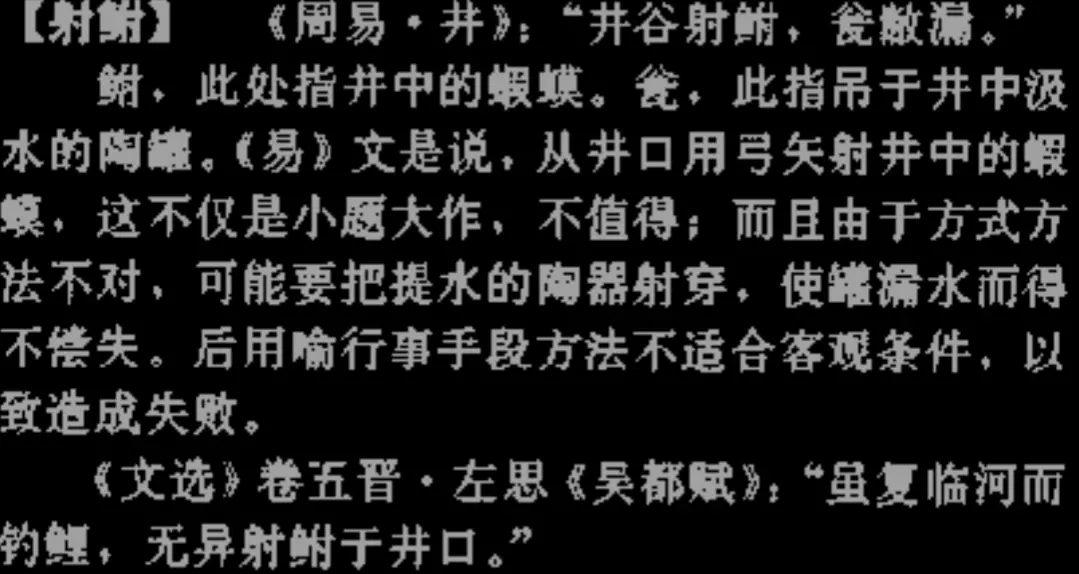 【射鲋】 《周易·井》：“井谷射鲋，瓮敝漏。”
鲋，此处指井中的蝦蟆。瓮，此指吊于井中汲
水的陶罐。《易》文是说，从井口用弓矢射井中的蝦
蟆，这不仅是小题大作，不值得；而且由于方式方
法不对，可能要把提水的陶器射穿，使罐漏水而得
不偿失。后用喻行事手段方法不适合客观条件，以
致造成失败。
《文选》卷五晋·左思《吴都赋》：“虽复临河而
钓鲤，无异射鲋于井口。”